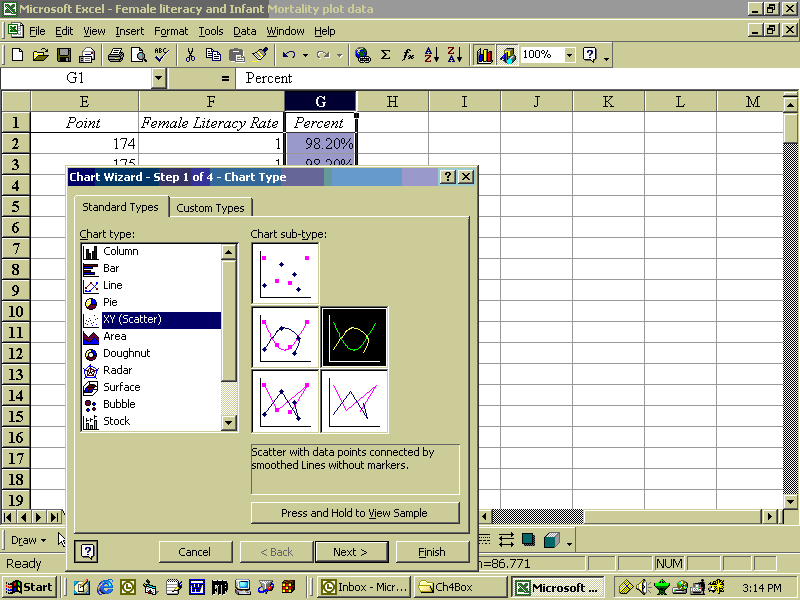 Microsoft Excel - Female literacy and Infant Mortality plot data
File Edit View Insert Format Tools Data Window Help
100%
G1 = Percent
E F G H I J K L M
1 Point Female Literacy Rate Percent
2 174 1 98.20%
3 175 1 98.20%
Chart Wizard - Step 1 of 4 - Chart Type
4
Standard Types Custom Types
5
Chart type: Chart sub-type:
6
Column
7
Bar
8
Line
9
Pie
10
XY (Scatter)
11
Area
12
Doughnut
13
Radar
Surface
14
Bubble
15
Stock
16
Scatter with data points connected by
17
smoothed Lines without markers.
18
19
Press and Hold to View Sample
Draw
Cancel < Back Next > Finish
Ready =86.771 NUM
Start Inbox - Micr... Ch4Box Microsoft ... 3:14 PM